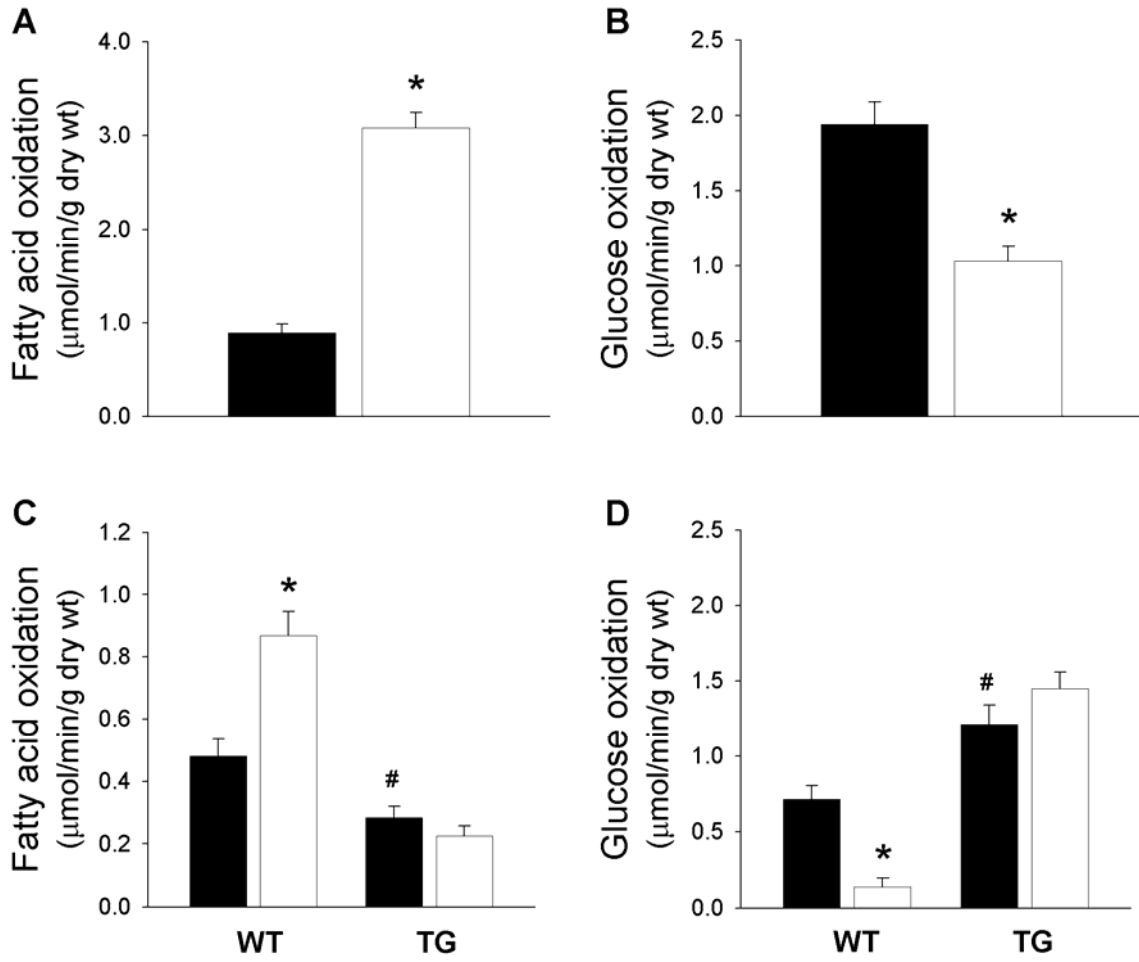 A
Fatty acid oxidation
(μmol/min/g dry wt)
4.0
3.0
2.0
1.0
0.0
*
B
Glucose oxidation
(μmol/min/g dry wt)
2.5
2.0
1.5
1.0
0.5
0.0
*
C
Fatty acid oxidation
(μmol/min/g dry wt)
1.2
1.0
0.8
0.6
0.4
0.2
0.0
*
#
WT TG
D
Glucose oxidation
(μmol/min/g dry wt)
2.5
2.0
1.5
1.0
0.5
0.0
*
#
WT TG